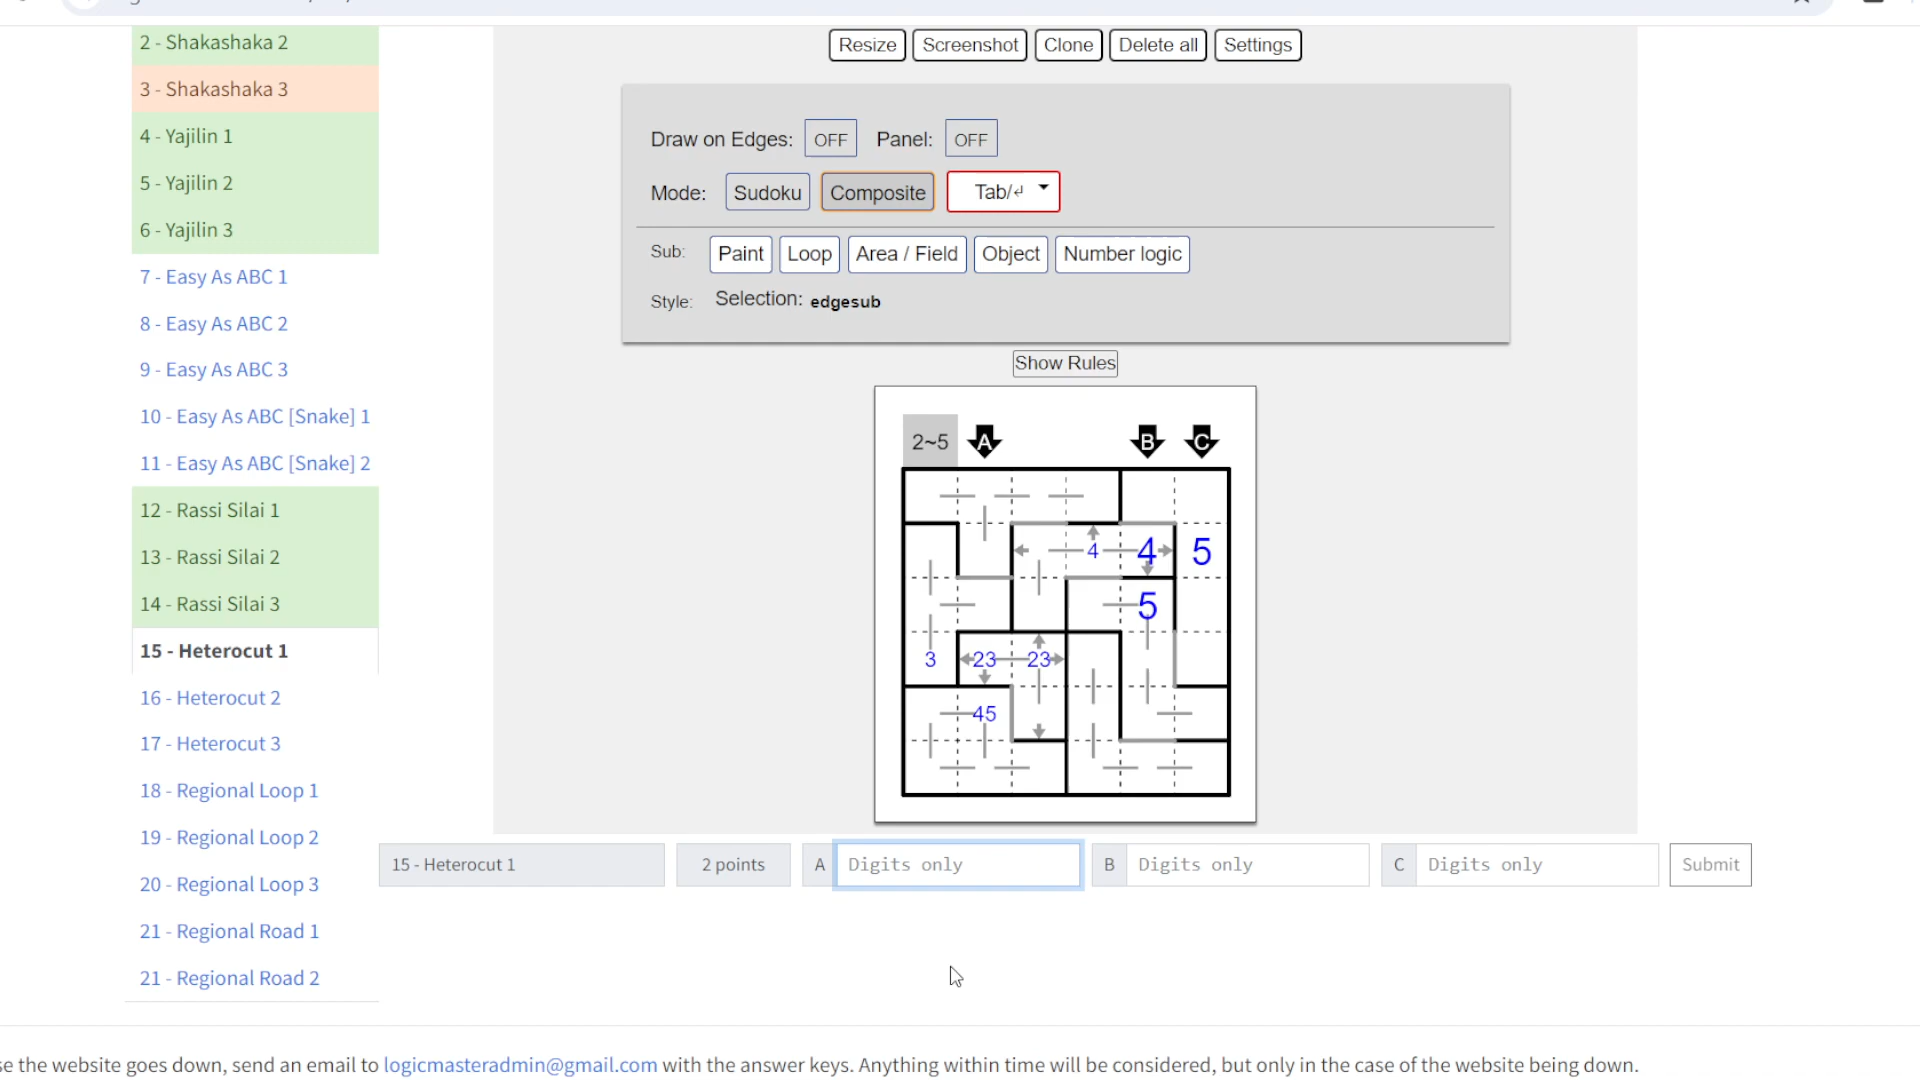 2 - Shakashaka 2
3 - Shakashaka 3
4 - Yajilin 1
5 - Yajilin 2
6 - Yajilin 3
7 - Easy As ABC 1
8 - Easy As ABC 2
9 - Easy As ABC 3
10 - Easy As ABC [Snake] 1
11 - Easy As ABC [Snake] 2
12 - Rassi Silai 1
13 - Rassi Silai 2
14 - Rassi Silai 3
15 - Heterocut 1
16 - Heterocut 2
17 - Heterocut 3
18 - Regional Loop 1
19 - Regional Loop 2
20 - Regional Loop 3
21 - Regional Road 1
21 - Regional Road 2
Resize Screenshot Clone Delete all Settings
Draw on Edges: OFF Panel: OFF
Mode: Sudoku Composite Tab/↵
Sub: Paint Loop Area / Field Object Number logic
Style: Selection: edgesub
Show Rules
2~5 A B C
4 4 5
5
3 23 23
45
15 - Heterocut 1 2 points A Digits only B Digits only C Digits only Submit
se the website goes down, send an email to logicmasteradmin@gmail.com with the answer keys. Anything within time will be considered, but only in the case of the website being down.